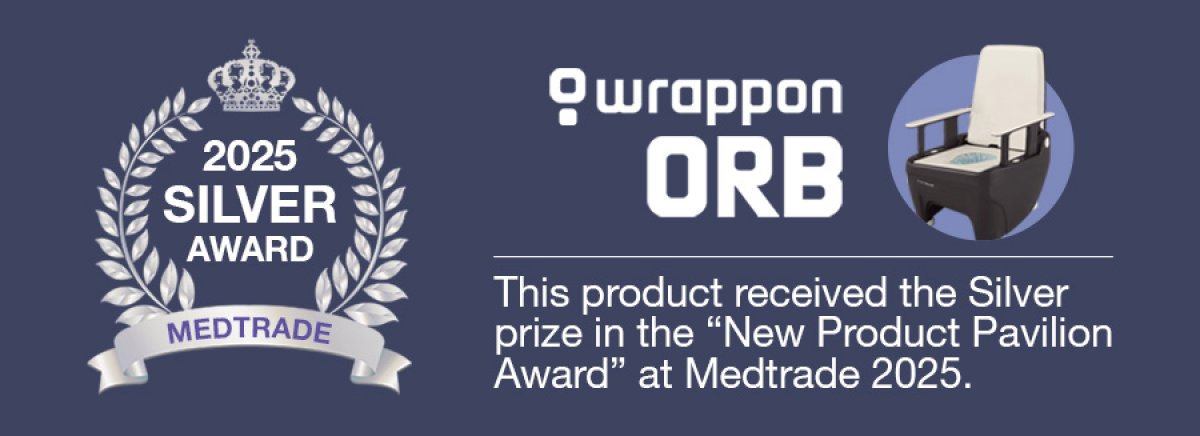 2025
SILVER
AWARD
MEDTRADE
wrappon
ORB
This product received the Silver
prize in the “New Product Pavilion
Award” at Medtrade 2025.